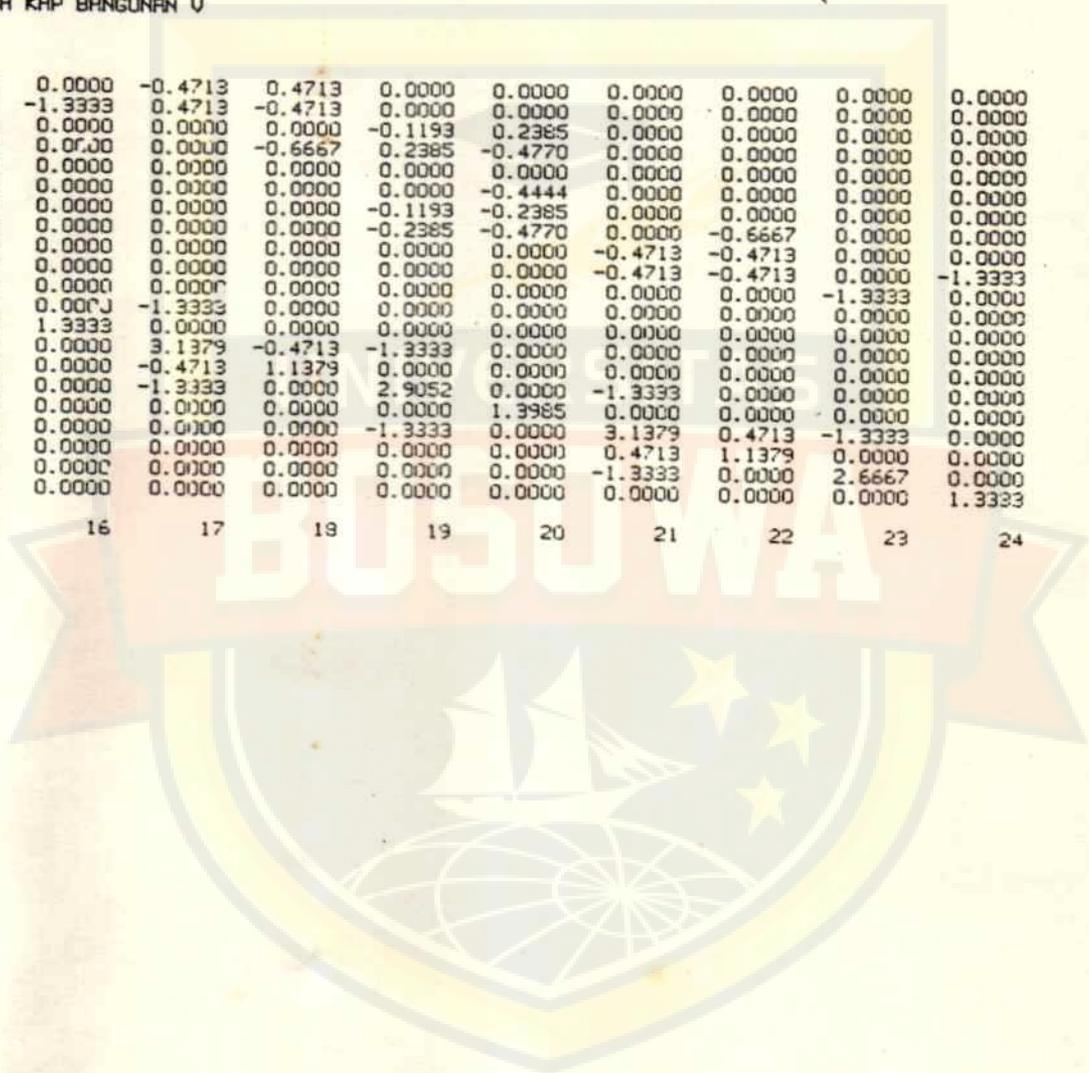 KAP BANGUNAN V
0.0000 -0.4713 0.4713 0.0000 0.0000 0.0000 0.0000 0.0000 0.0000
-1.3333 0.4713 -0.4713 0.0000 0.0000 0.0000 0.0000 0.0000 0.0000
0.0000 0.0000 0.0000 -0.1193 0.2385 0.0000 0.0000 0.0000 0.0000
0.0000 0.0000 -0.6667 0.2385 -0.4770 0.0000 0.0000 0.0000 0.0000
0.0000 0.0000 0.0000 0.0000 0.0000 0.0000 0.0000 0.0000 0.0000
0.0000 0.0000 0.0000 0.0000 -0.4444 0.0000 0.0000 0.0000 0.0000
0.0000 0.0000 0.0000 -0.1193 -0.2385 0.0000 0.0000 0.0000 0.0000
0.0000 0.0000 0.0000 -0.2385 -0.4770 0.0000 -0.6667 0.0000 0.0000
0.0000 0.0000 0.0000 0.0000 0.0000 -0.4713 -0.4713 0.0000 0.0000
0.0000 0.0000 0.0000 0.0000 0.0000 -0.4713 -0.4713 0.0000 -1.3333
0.0000 0.0000 0.0000 0.0000 0.0000 0.0000 0.0000 -1.3333 0.0000
0.0000 -1.3333 0.0000 0.0000 0.0000 0.0000 0.0000 0.0000 0.0000
1.3333 0.0000 0.0000 0.0000 0.0000 0.0000 0.0000 0.0000 0.0000
0.0000 3.1379 -0.4713 -1.3333 0.0000 0.0000 0.0000 0.0000 0.0000
0.0000 -0.4713 1.1379 0.0000 0.0000 0.0000 0.0000 0.0000 0.0000
0.0000 -1.3333 0.0000 2.9052 0.0000 -1.3333 0.0000 0.0000 0.0000
0.0000 0.0000 0.0000 0.0000 1.3985 0.0000 0.0000 0.0000 0.0000
0.0000 0.0000 0.0000 -1.3333 0.0000 3.1379 0.4713 -1.3333 0.0000
0.0000 0.0000 0.0000 0.0000 0.0000 0.4713 1.1379 0.0000 0.0000
0.0000 0.0000 0.0000 0.0000 0.0000 -1.3333 0.0000 2.6667 0.0000
0.0000 0.0000 0.0000 0.0000 0.0000 0.0000 0.0000 0.0000 1.3333
16 17 18 19 20 21 22 23 24
UNIVERSITAS
BOSOWA